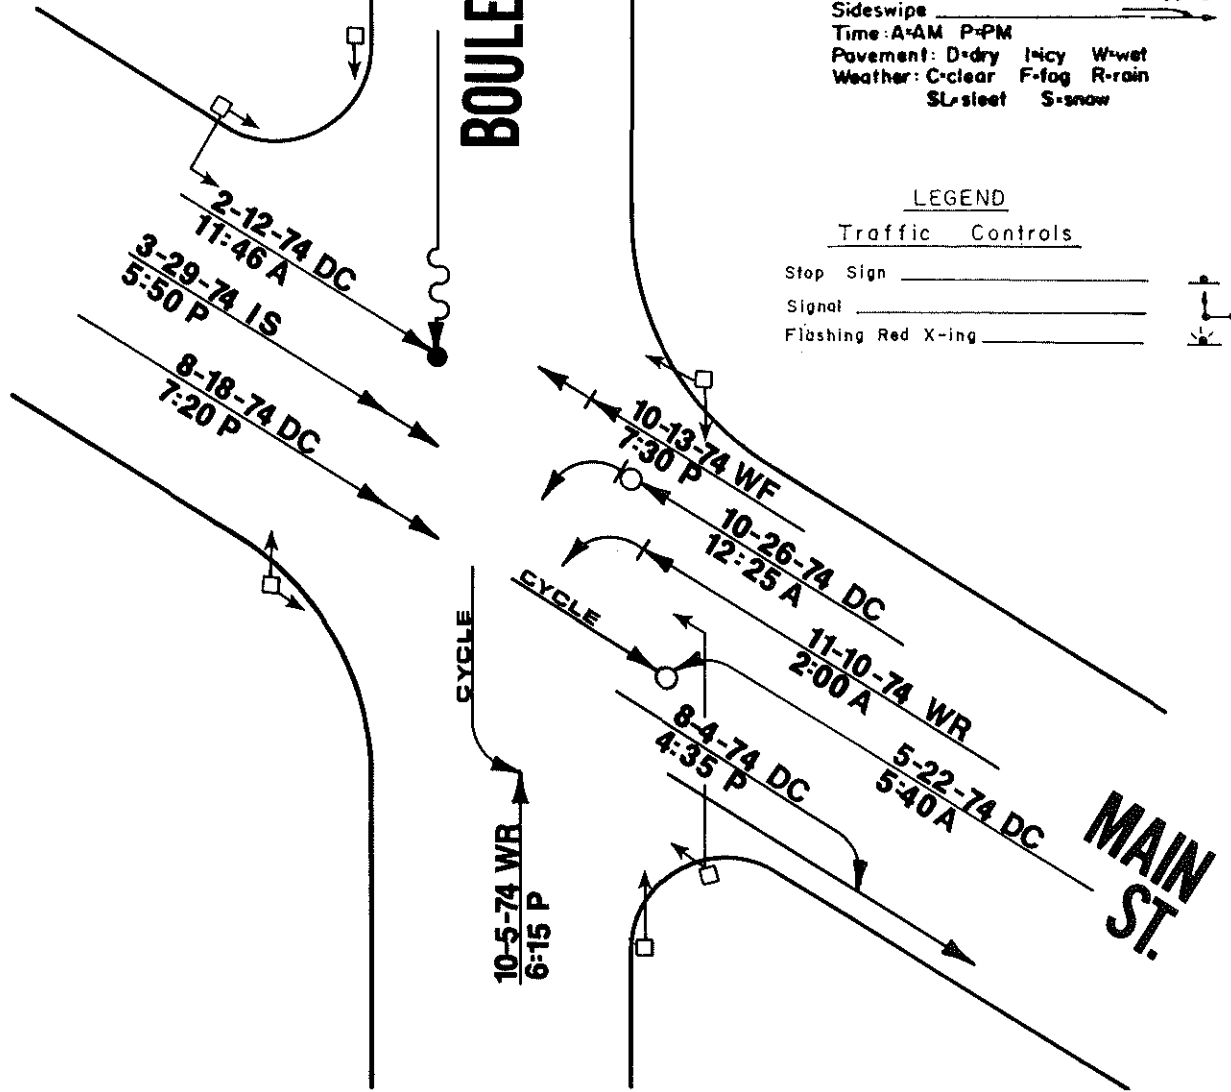 BOULE
Sideswipe
Time: A=AM P=PM
Pavement: D=dry I=icy W=wet
Weather: C=clear F=fog R=rain
SL=sleet S=snow
LEGEND
Traffic Controls
Stop Sign
Signal
Flashing Red X-ing
2-12-74 DC
11:46 A
3-29-74 IS
5:50 P
8-18-74 DC
7:20 P
10-13-74 WF
7:30 P
10-26-74 DC
12:25 A
11-10-74 WR
2:00 A
5-22-74 DC
5:40 A
CYCLE
CYCLE
8-4-74 DC
4:35 P
10-5-74 WR
6:15 P
MAIN
ST.